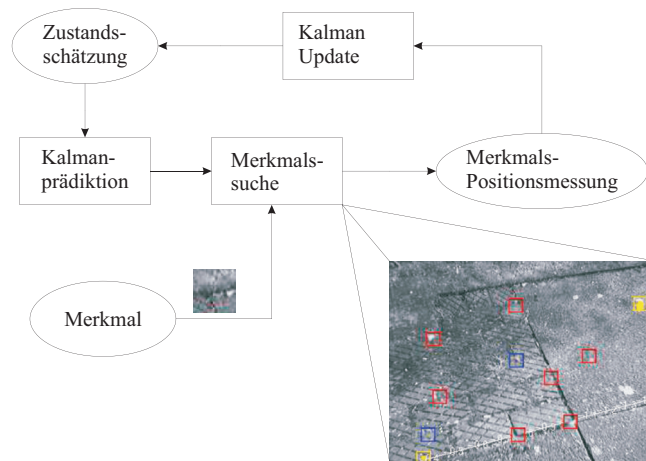 Zustands-
schätzung
Kalman
Update
Kalman-
prädiktion
Merkmals-
suche
Merkmals-
Positionsmessung
Merkmal